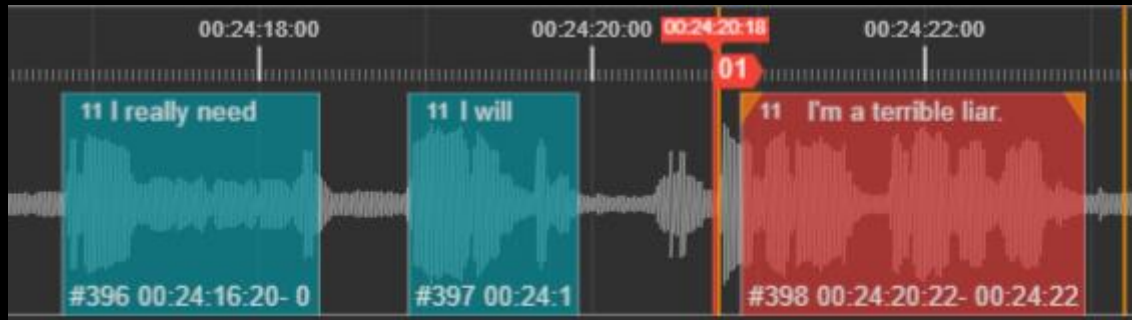 00:24:18:00 00:24:20:00 00:24:20:18 00:24:22:00
01
11 I really need 11 I will 11 I'm a terrible liar.
#396 00:24:16:20- 0 #397 00:24:1 #398 00:24:20:22- 00:24:22